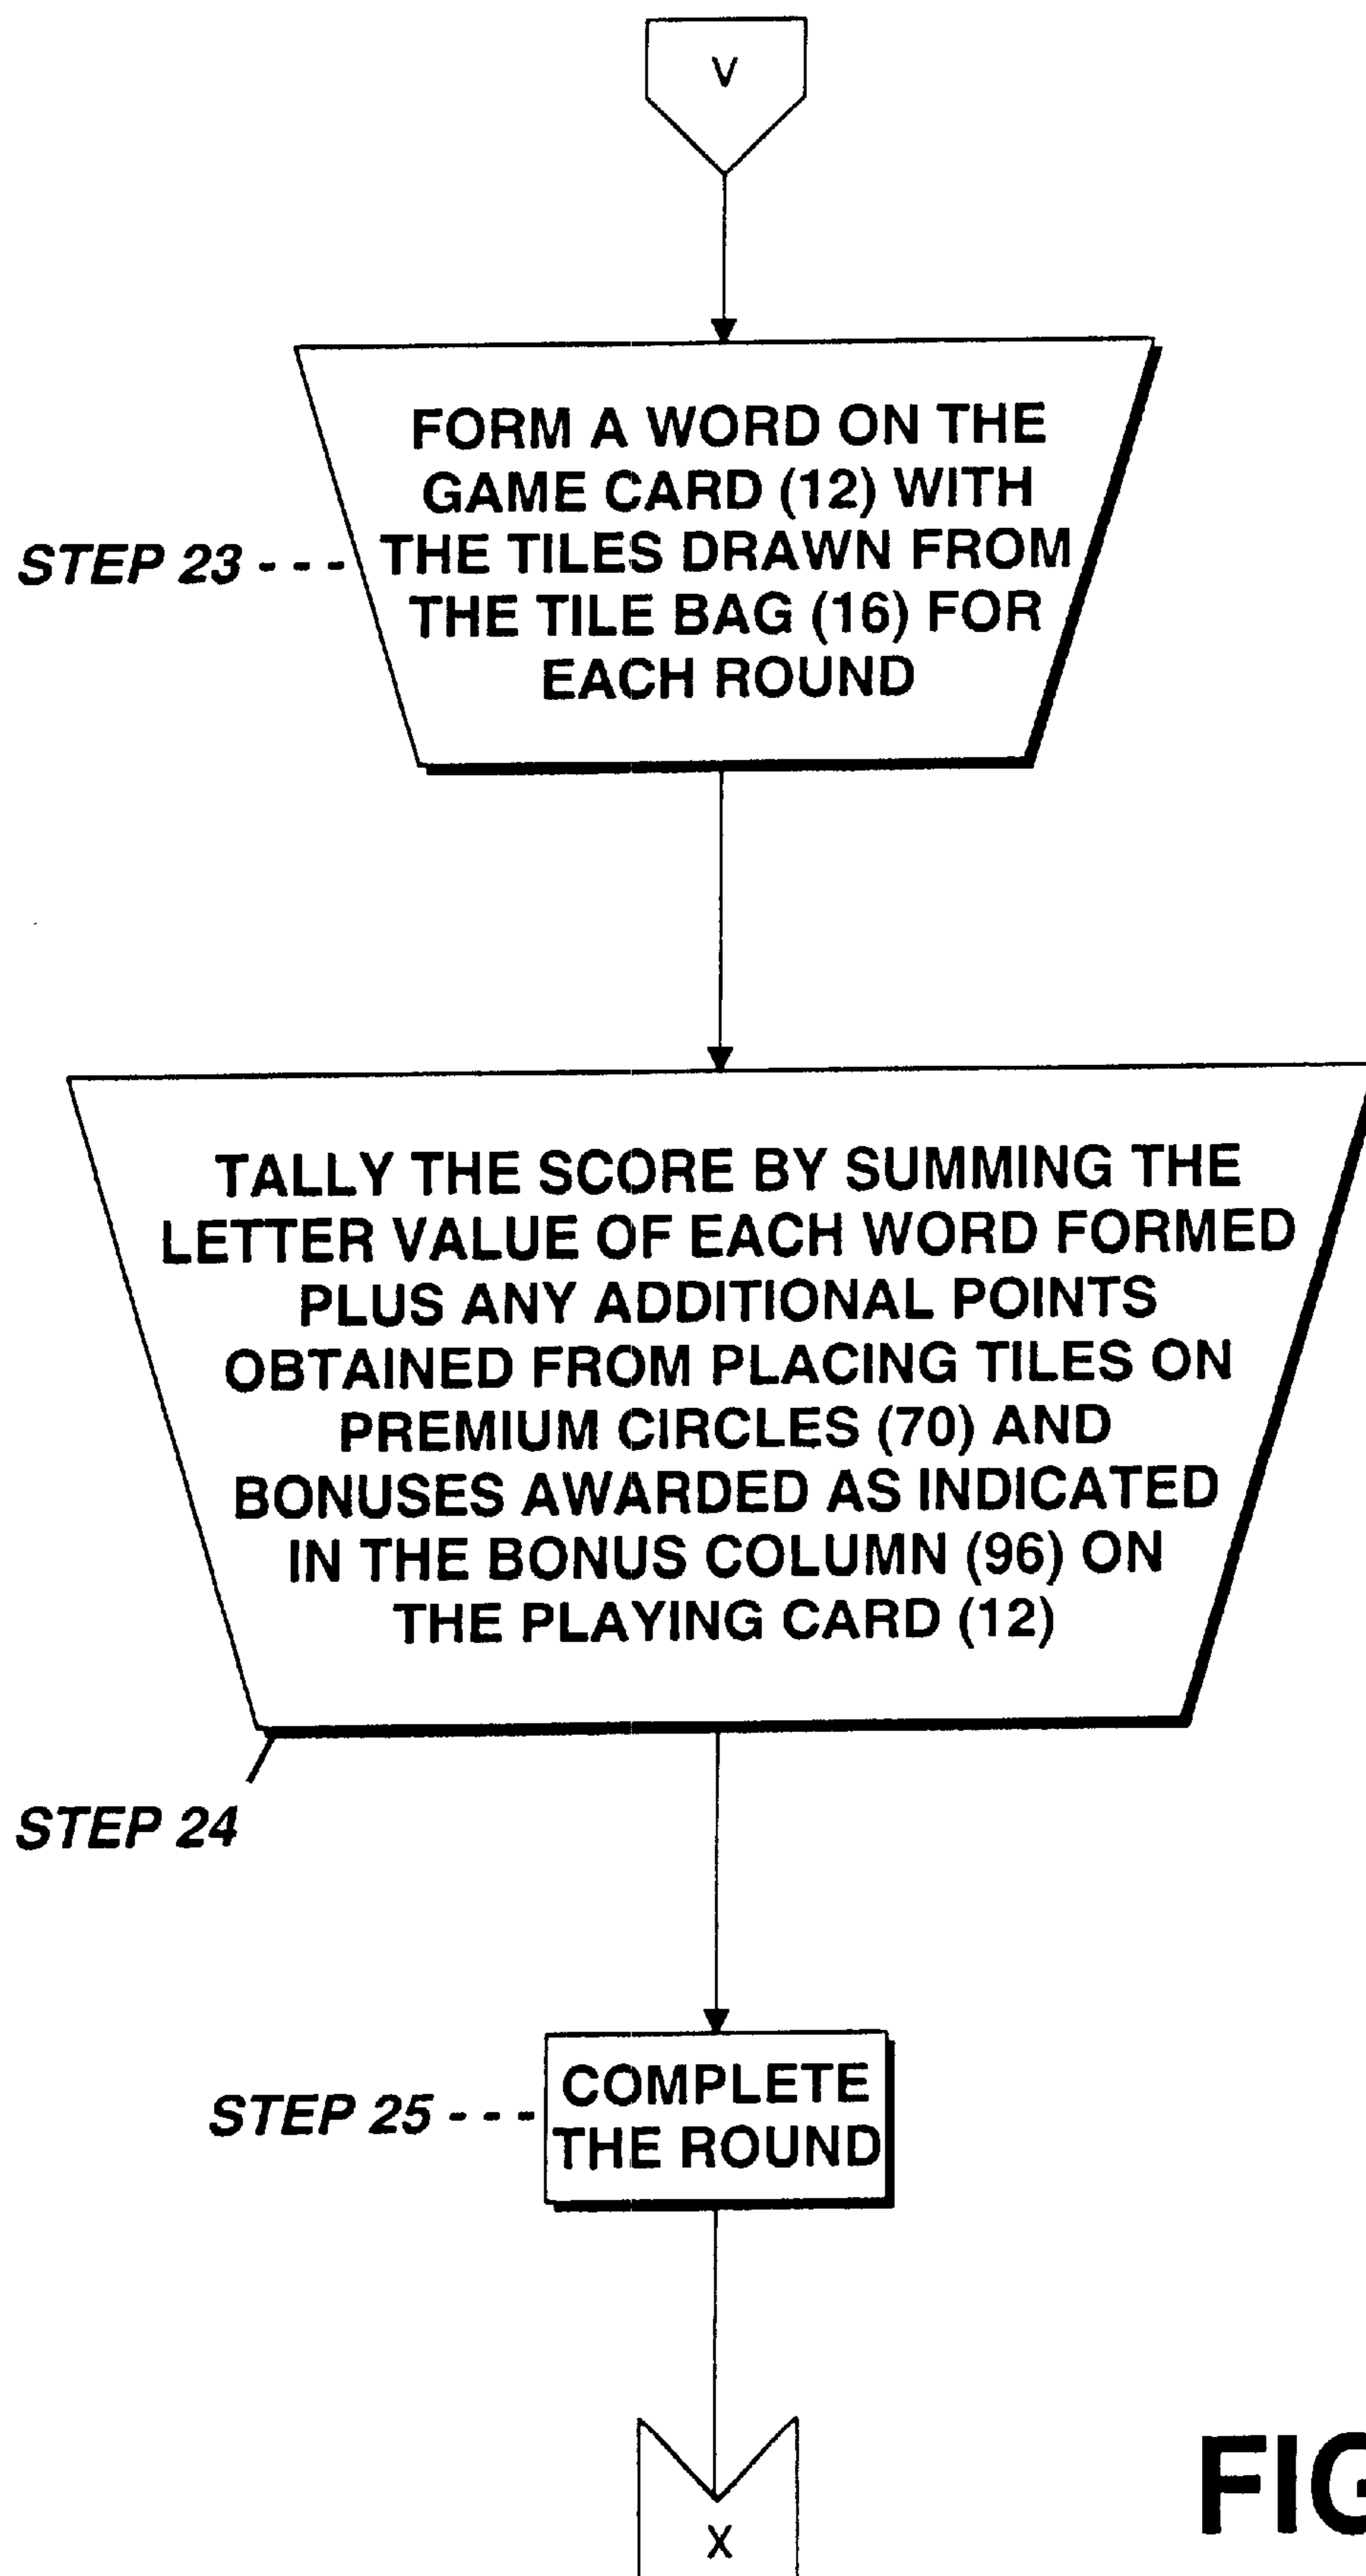 V
FORM A WORD ON THE
GAME CARD (12) WITH
STEP 23 - - - THE TILES DRAWN FROM
THE TILE BAG (16) FOR
EACH ROUND
TALLY THE SCORE BY SUMMING THE
LETTER VALUE OF EACH WORD FORMED
PLUS ANY ADDITIONAL POINTS
OBTAINED FROM PLACING TILES ON
PREMIUM CIRCLES (70) AND
BONUSES AWARDED AS INDICATED
IN THE BONUS COLUMN (96) ON
THE PLAYING CARD (12)
STEP 24
COMPLETE
STEP 25 - - - THE ROUND
X
FIG